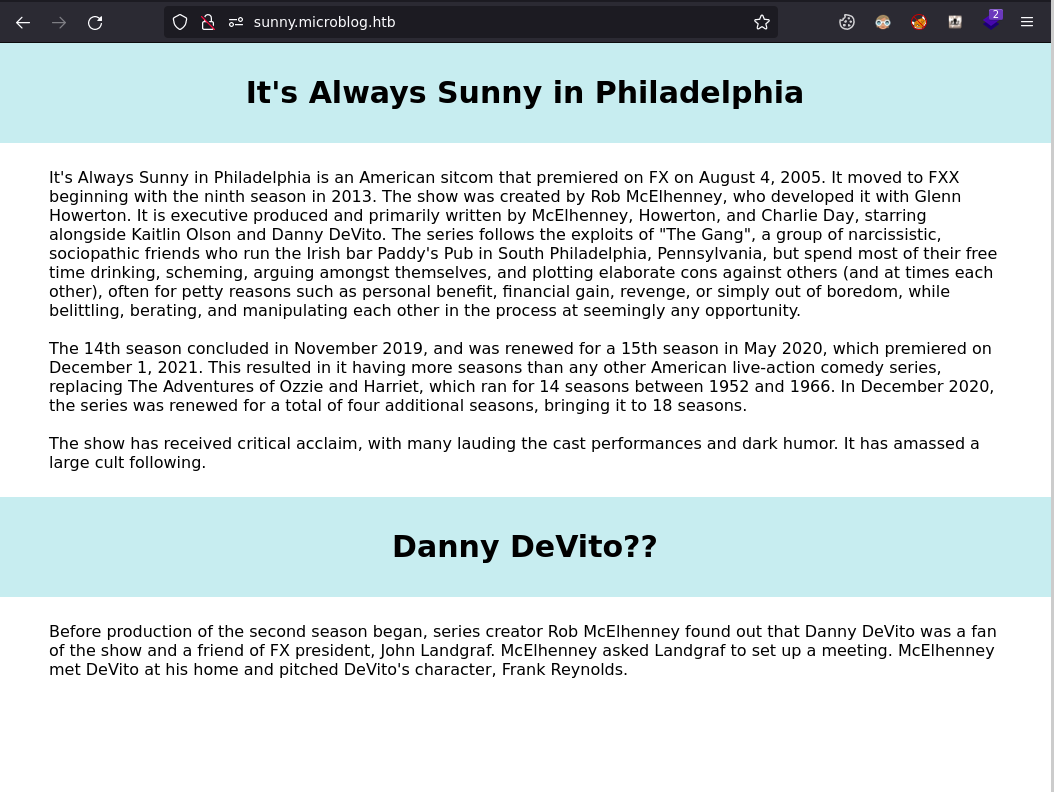 sunny.microblog.htb
2
It's Always Sunny in Philadelphia
It's Always Sunny in Philadelphia is an American sitcom that premiered on FX on August 4, 2005. It moved to FXX
beginning with the ninth season in 2013. The show was created by Rob McElhenney, who developed it with Glenn
Howerton. It is executive produced and primarily written by McElhenney, Howerton, and Charlie Day, starring
alongside Kaitlin Olson and Danny DeVito. The series follows the exploits of "The Gang", a group of narcissistic,
sociopathic friends who run the Irish bar Paddy's Pub in South Philadelphia, Pennsylvania, but spend most of their free
time drinking, scheming, arguing amongst themselves, and plotting elaborate cons against others (and at times each
other), often for petty reasons such as personal benefit, financial gain, revenge, or simply out of boredom, while
belittling, berating, and manipulating each other in the process at seemingly any opportunity.
The 14th season concluded in November 2019, and was renewed for a 15th season in May 2020, which premiered on
December 1, 2021. This resulted in it having more seasons than any other American live-action comedy series,
replacing The Adventures of Ozzie and Harriet, which ran for 14 seasons between 1952 and 1966. In December 2020,
the series was renewed for a total of four additional seasons, bringing it to 18 seasons.
The show has received critical acclaim, with many lauding the cast performances and dark humor. It has amassed a
large cult following.
Danny DeVito??
Before production of the second season began, series creator Rob McElhenney found out that Danny DeVito was a fan
of the show and a friend of FX president, John Landgraf. McElhenney asked Landgraf to set up a meeting. McElhenney
met DeVito at his home and pitched DeVito's character, Frank Reynolds.